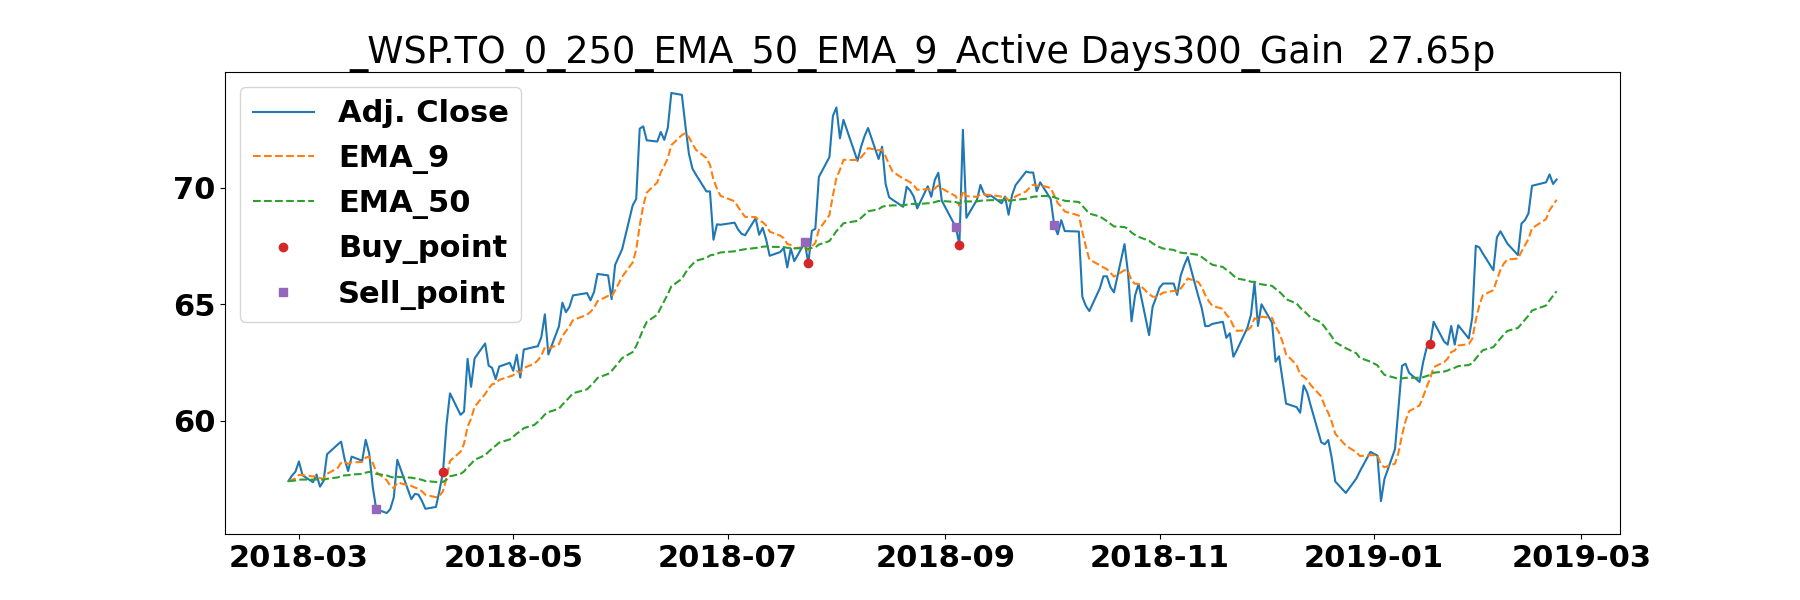 _WSP.TO_0_250_EMA_50_EMA_9_Active Days300_Gain  27.65p
Adj. Close
EMA_9
EMA_50
Buy_point
Sell_point
70
65
60
2018-03 2018-05 2018-07 2018-09 2018-11 2019-01 2019-03